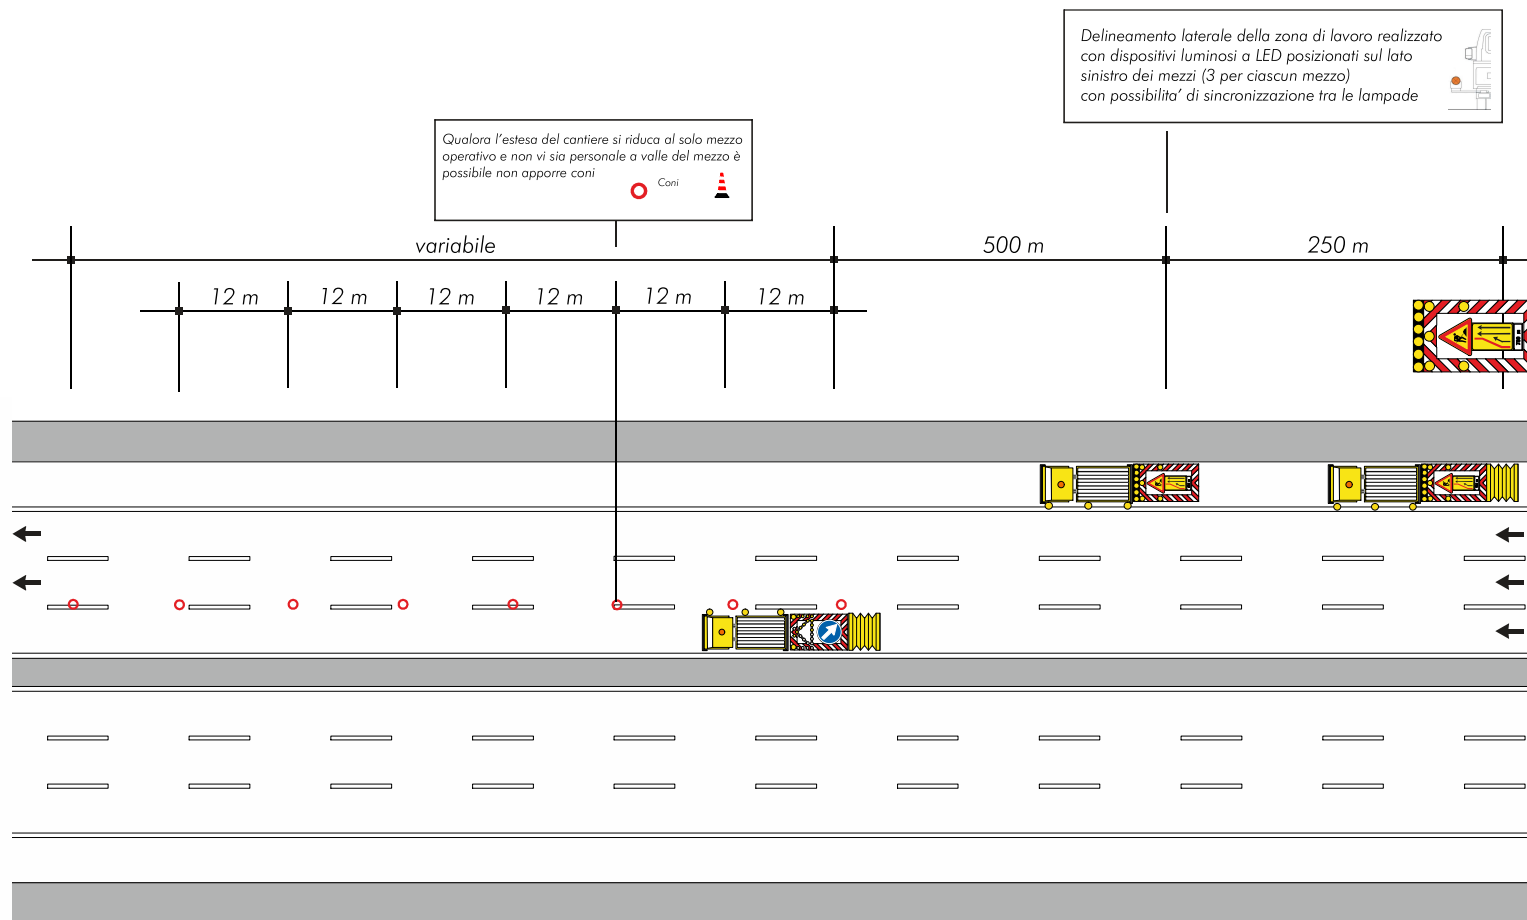 Delineamento laterale della zona di lavoro realizzato
con dispositivi luminosi a LED posizionati sul lato
sinistro dei mezzi (3 per ciascun mezzo)
con possibilita’ di sincronizzazione tra le lampade
Qualora l’estesa del cantiere si riduca al solo mezzo
operativo e non vi sia personale a valle del mezzo è
possibile non apporre coni
Coni
variabile
500 m
250 m
12 m
12 m
12 m
12 m
12 m
12 m